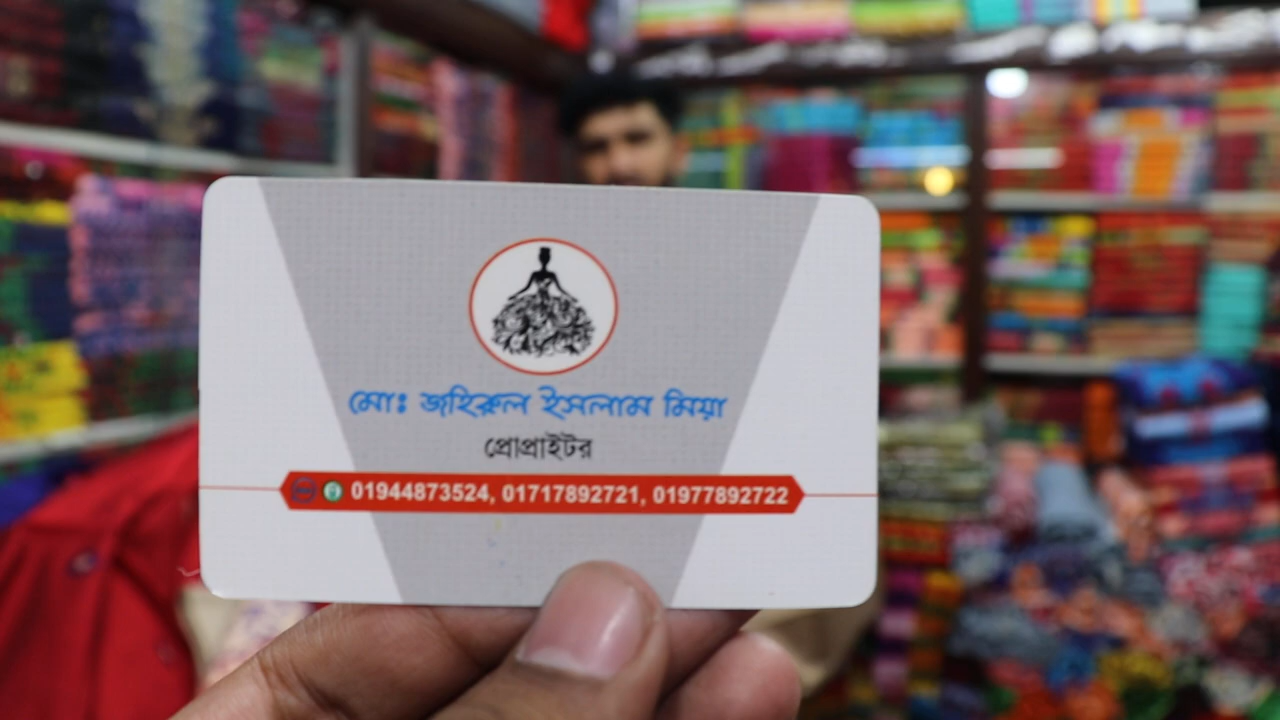 মোঃ জহিরুল ইসলাম মিয়া
প্রোপ্রাইটর
01944873524, 01717892721, 01977892722